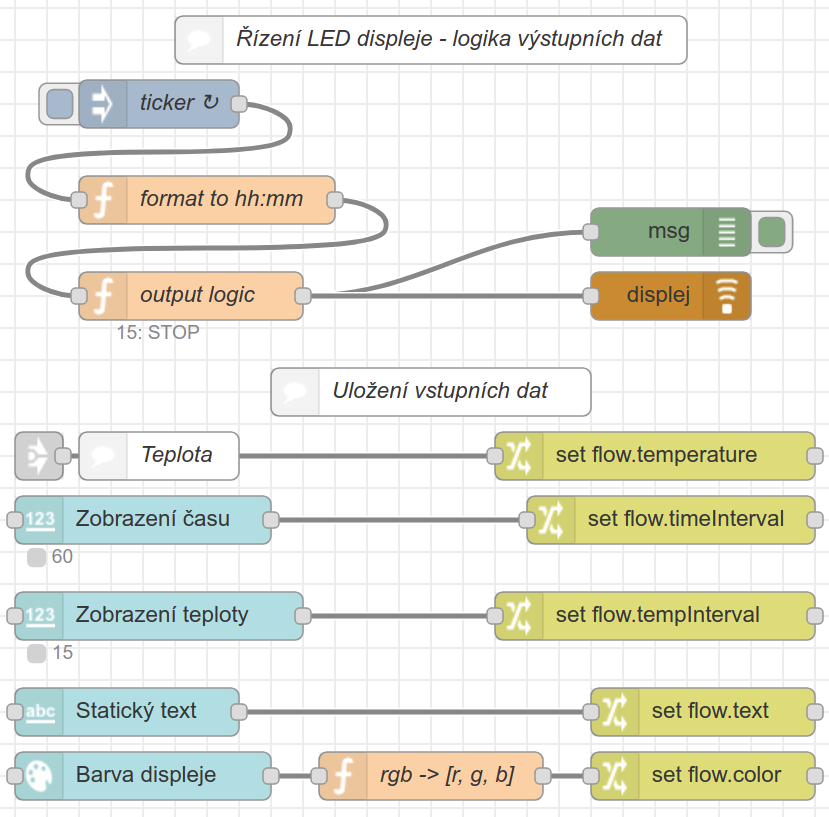 Řízení LED displeje - logika výstupních dat
ticker ↻
format to hh:mm
msg
output logic
displej
15: STOP
Uložení vstupních dat
Teplota
set flow.temperature
123
Zobrazení času
set flow.timeInterval
60
123
Zobrazení teploty
set flow.tempInterval
15
abc
Statický text
set flow.text
Barva displeje
rgb -> [r, g, b]
set flow.color